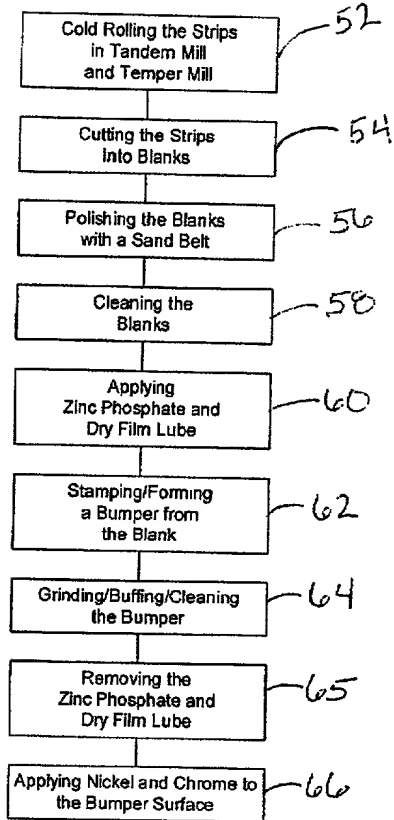 Cold Rolling the Strips
in Tandem Mill
and Temper Mill
52
Cutting the Strips
Into Blanks
54
Polishing the Blanks
with a Sand Belt
56
Cleaning the
Blanks
58
Applying
Zinc Phosphate and
Dry Film Lube
60
Stamping/Forming
a Bumper from
the Blank
62
Grinding/Buffing/Cleaning
the Bumper
64
Removing the
Zinc Phosphate and
Dry Film Lube
65
Applying Nickel and Chrome to
the Bumper Surface
66